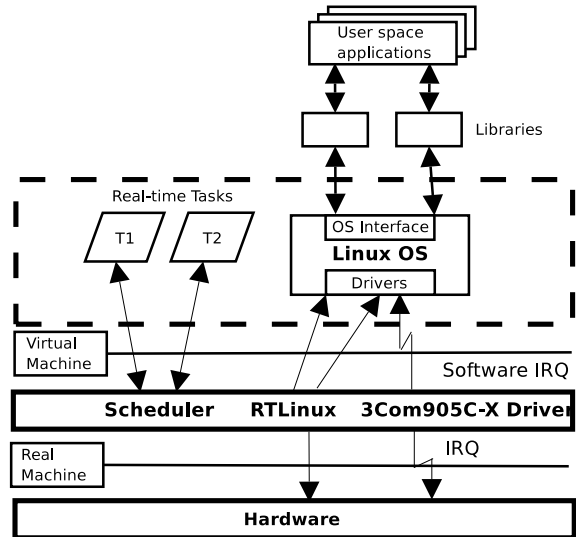 User space
applications
Libraries
Real-time Tasks
T1
T2
OS Interface
Linux OS
Drivers
Virtual
Machine
Software IRQ
Scheduler RTLinux 3Com905C-X Driver
Real
Machine
IRQ
Hardware